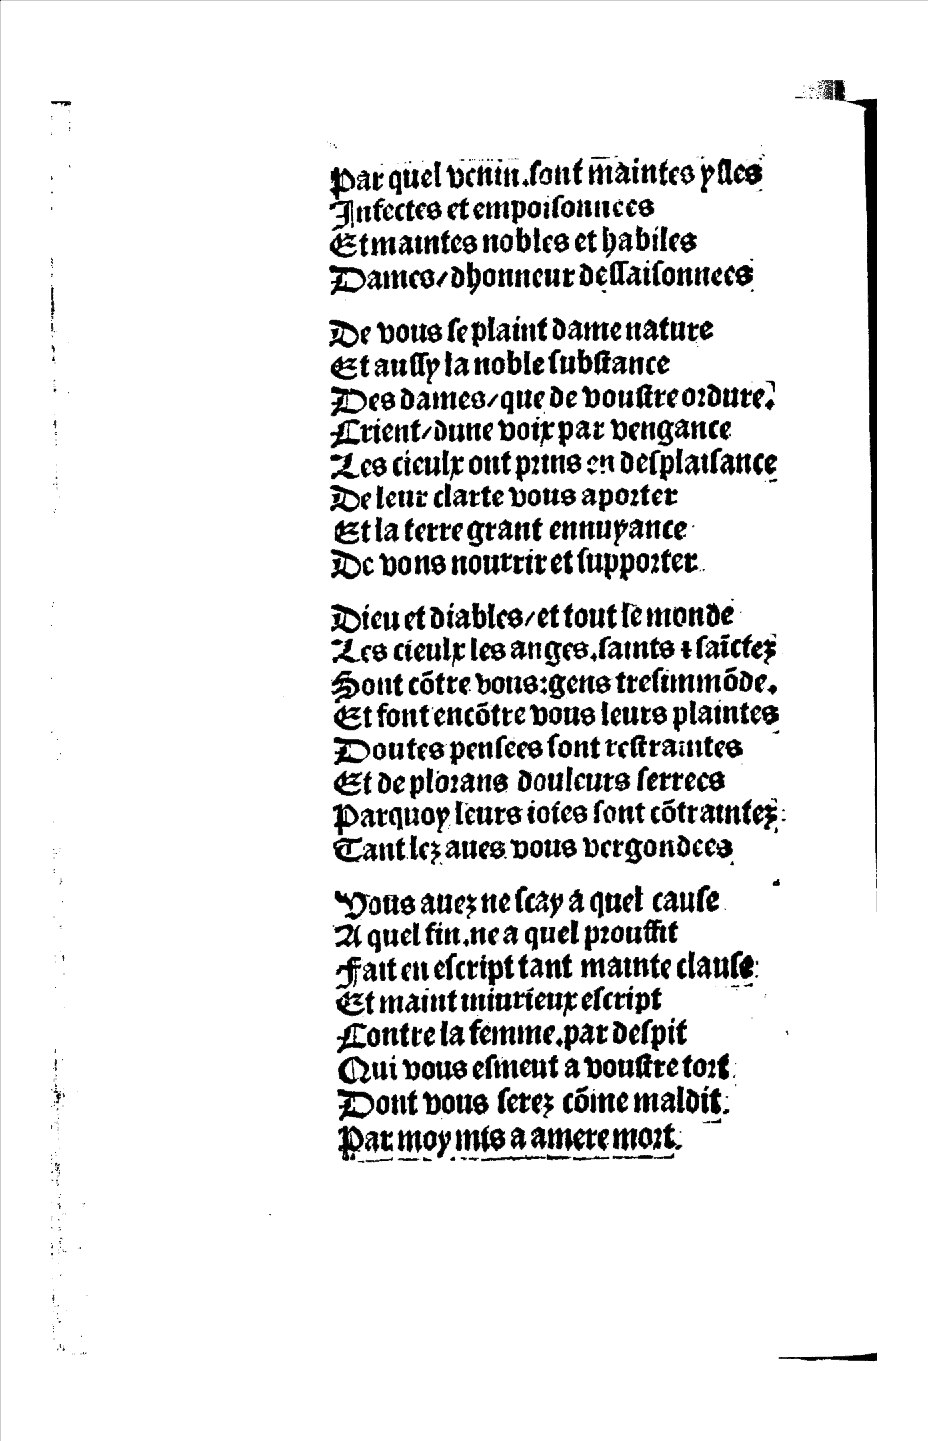 Par quel venin.sont maintes ysles
Infectes et empoisonnees
Et maintes nobles et habiles
Dames/dhonneur dessaisonnees
De vous se plaint dame nature
Et aussy la noble substance
Des dames/que de voustre ordure.
Crient/dune voix par vengance
Les cieulx ont prins en desplaisance
De leur clarte vous aporter
Et la terre grant ennuyance
De vons nourrir et supporter
Dieu et diables/et tout le monde
Les cieulx les anges.saints ⁊ saĩctez
Sont cõtre vous:gens tresimmõde.
Et font encõtre vous leurs plaintes
Doutes pensees sont restraintes
Et de plorans douleurs serrees
Parquoy leurs ioies sont cõtraintez
Tant lez aues vous vergondees
Vous auez ne scay a quel cause
A quel fin.ne a quel prouffit
Fait en escript tant mainte clause
Et maint iniurieux escript
Contre la femme.par despit
Qui vous esmeut a voustre tort
Dont vous serez cõme maldit.
Par moy mis a amere mort.